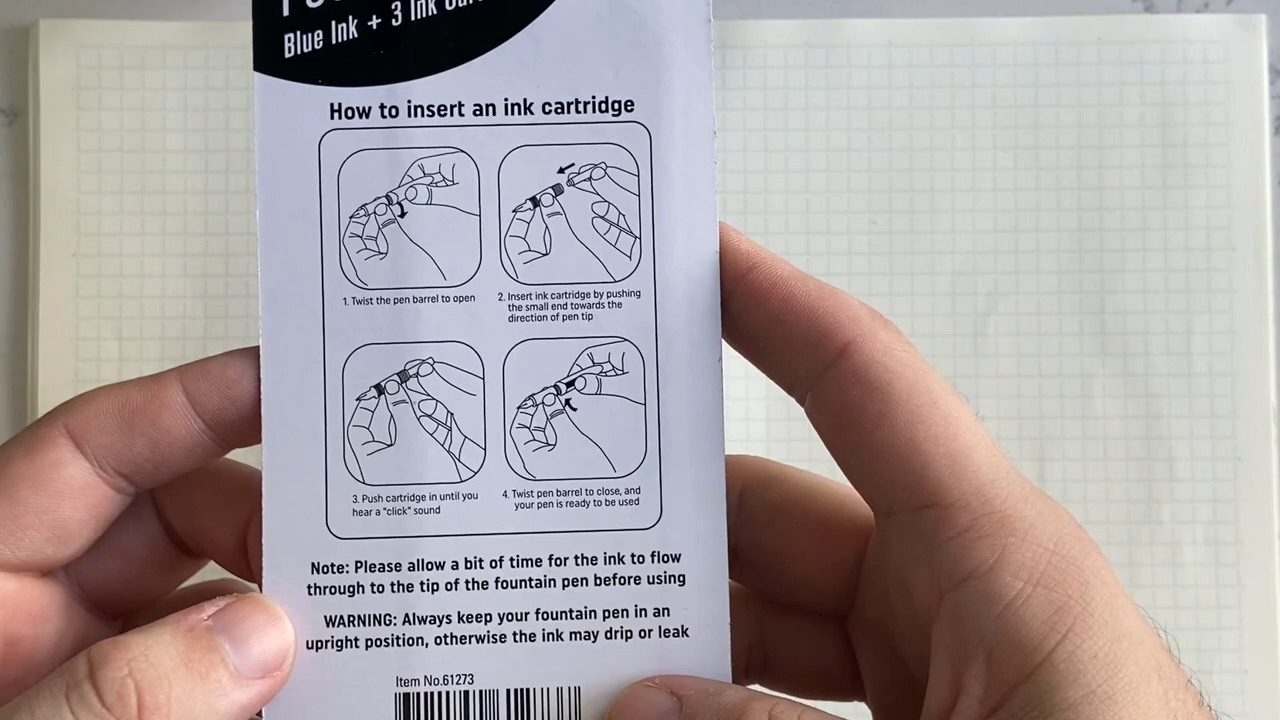 Blue Ink + 3 Ink
How to insert an ink cartridge
1. Twist the pen barrel to open
2. Insert ink cartridge by pushing
the small end towards the
direction of pen tip
3. Push cartridge in until you
hear a "click" sound
4. Twist pen barrel to close, and
your pen is ready to be used
Note: Please allow a bit of time for the ink to flow
through to the tip of the fountain pen before using
WARNING: Always keep your fountain pen in an
upright position, otherwise the ink may drip or leak
Item No.61273